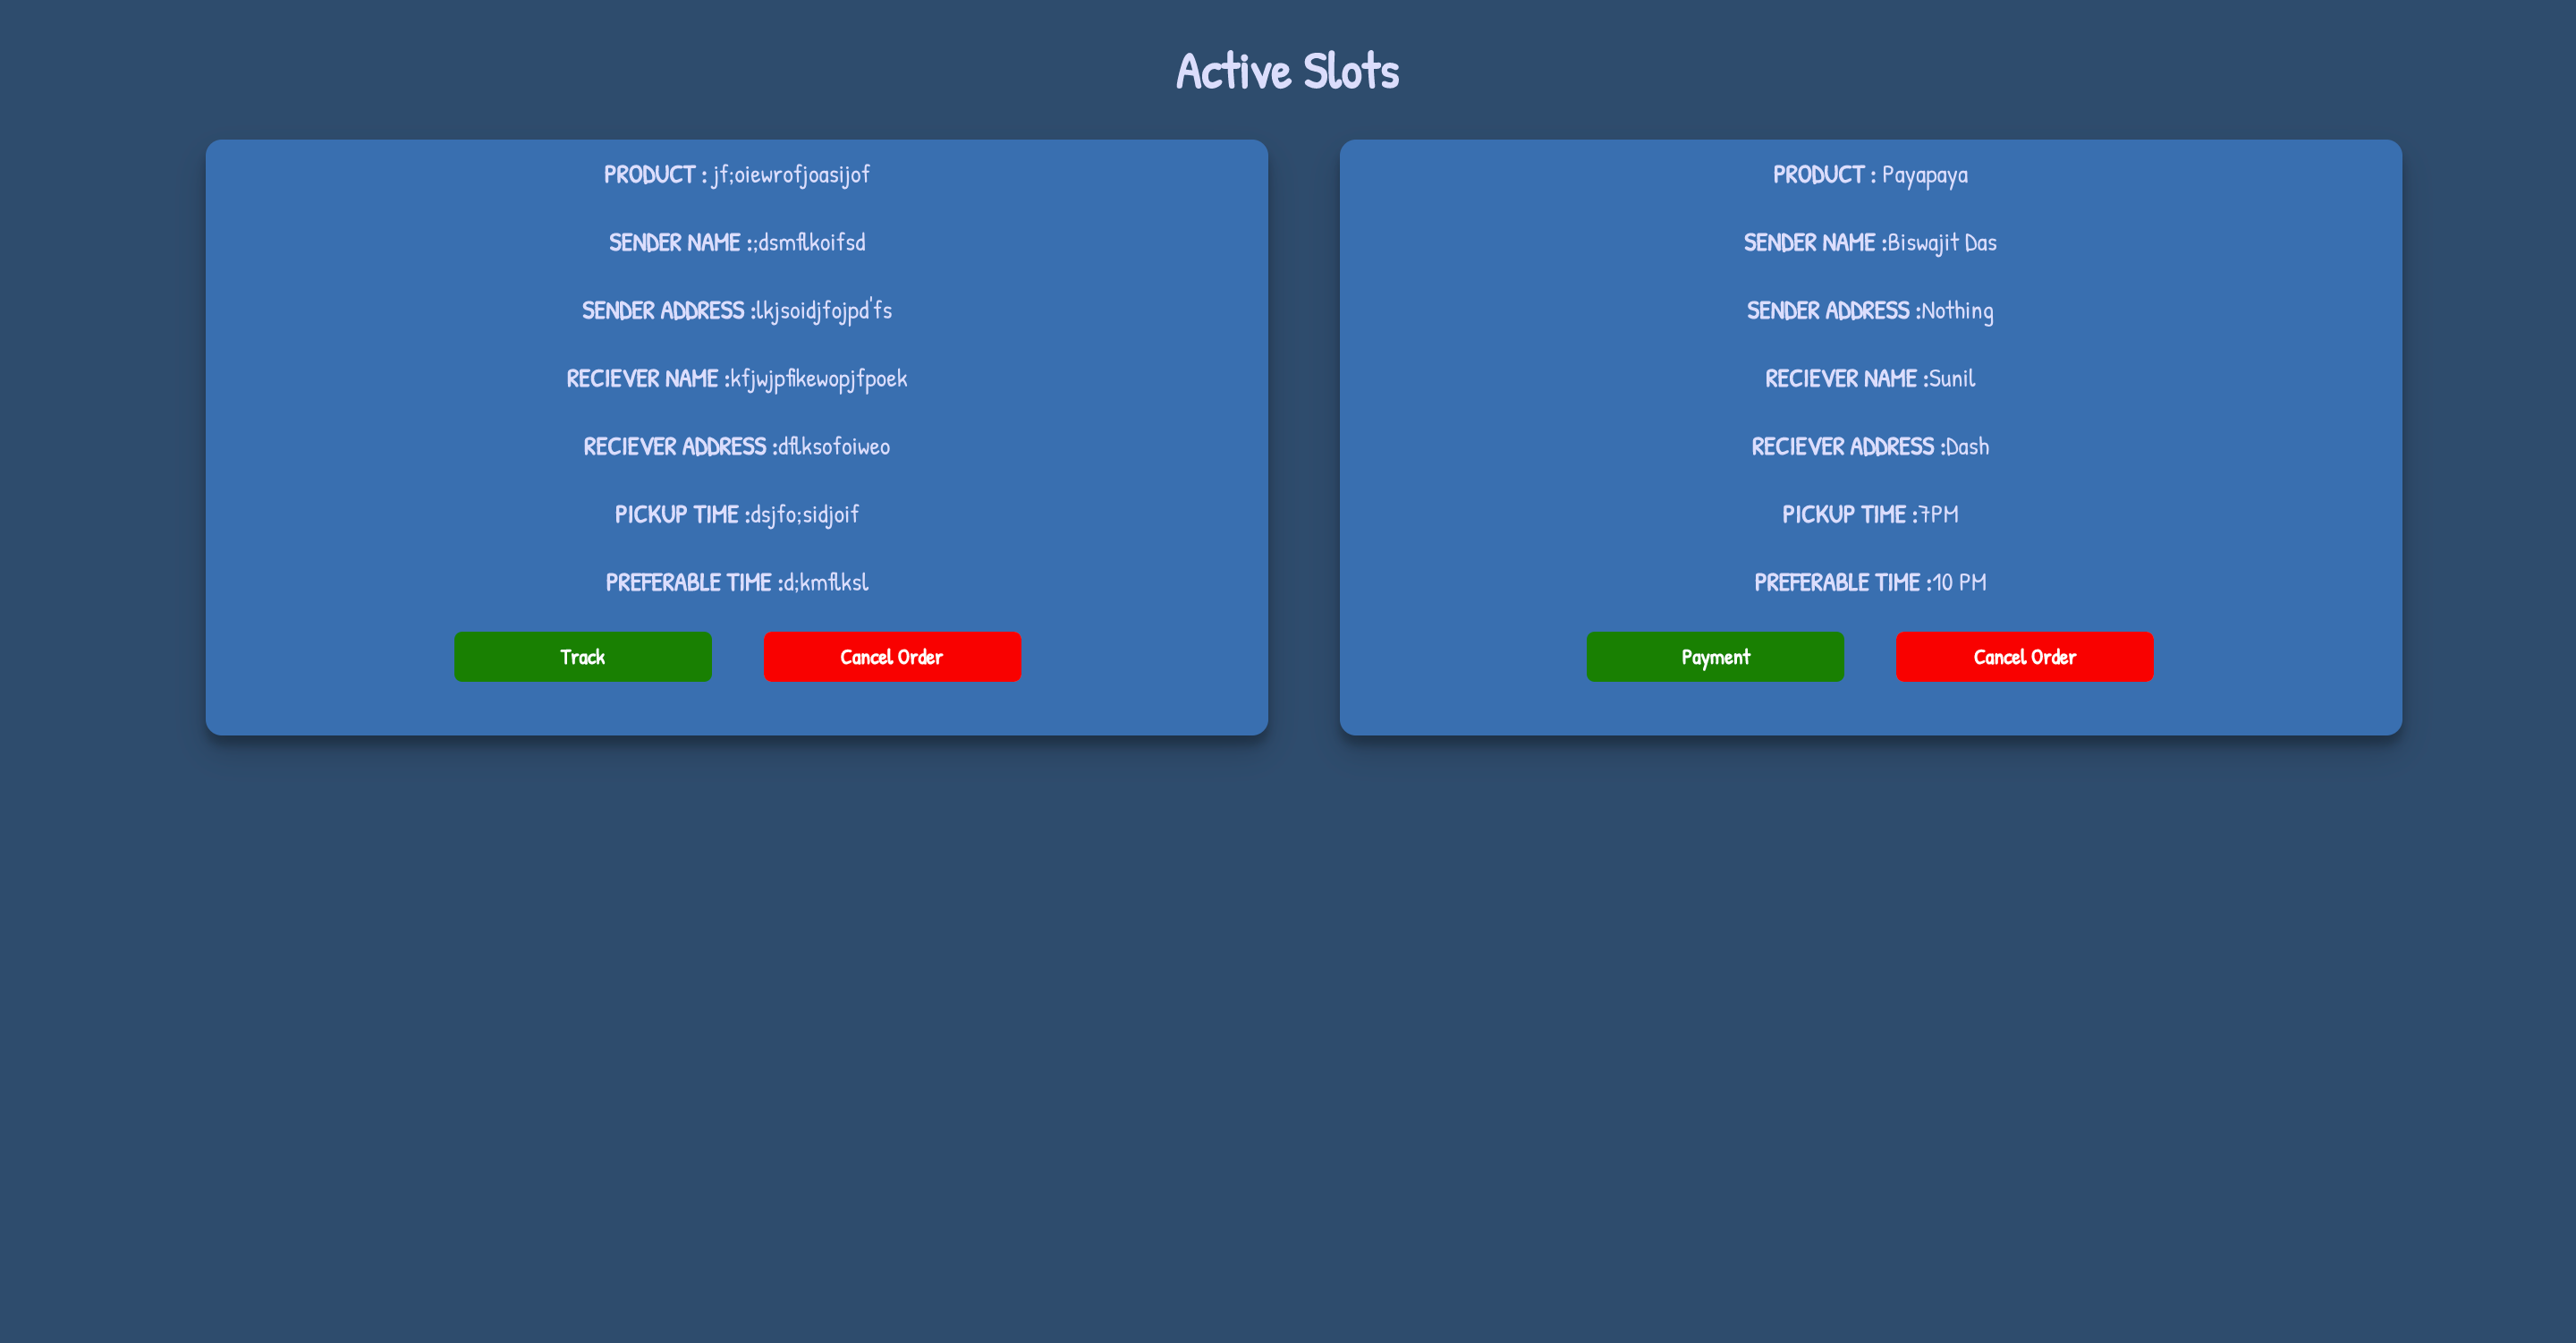 Active Slots
PRODUCT : jf;oiewrofjoasijof
SENDER NAME :;dsmflkoifsd
SENDER ADDRESS :lkjsoidjfojpd'fs
RECIEVER NAME :kfjwjpfikewopjfpoek
RECIEVER ADDRESS :dflksofoiweo
PICKUP TIME :dsjfo;sidjoif
PREFERABLE TIME :d;kmflksl
Track Cancel Order
PRODUCT : Payapaya
SENDER NAME :Biswajit Das
SENDER ADDRESS :Nothing
RECIEVER NAME :Sunil
RECIEVER ADDRESS :Dash
PICKUP TIME :7PM
PREFERABLE TIME :10 PM
Payment Cancel Order